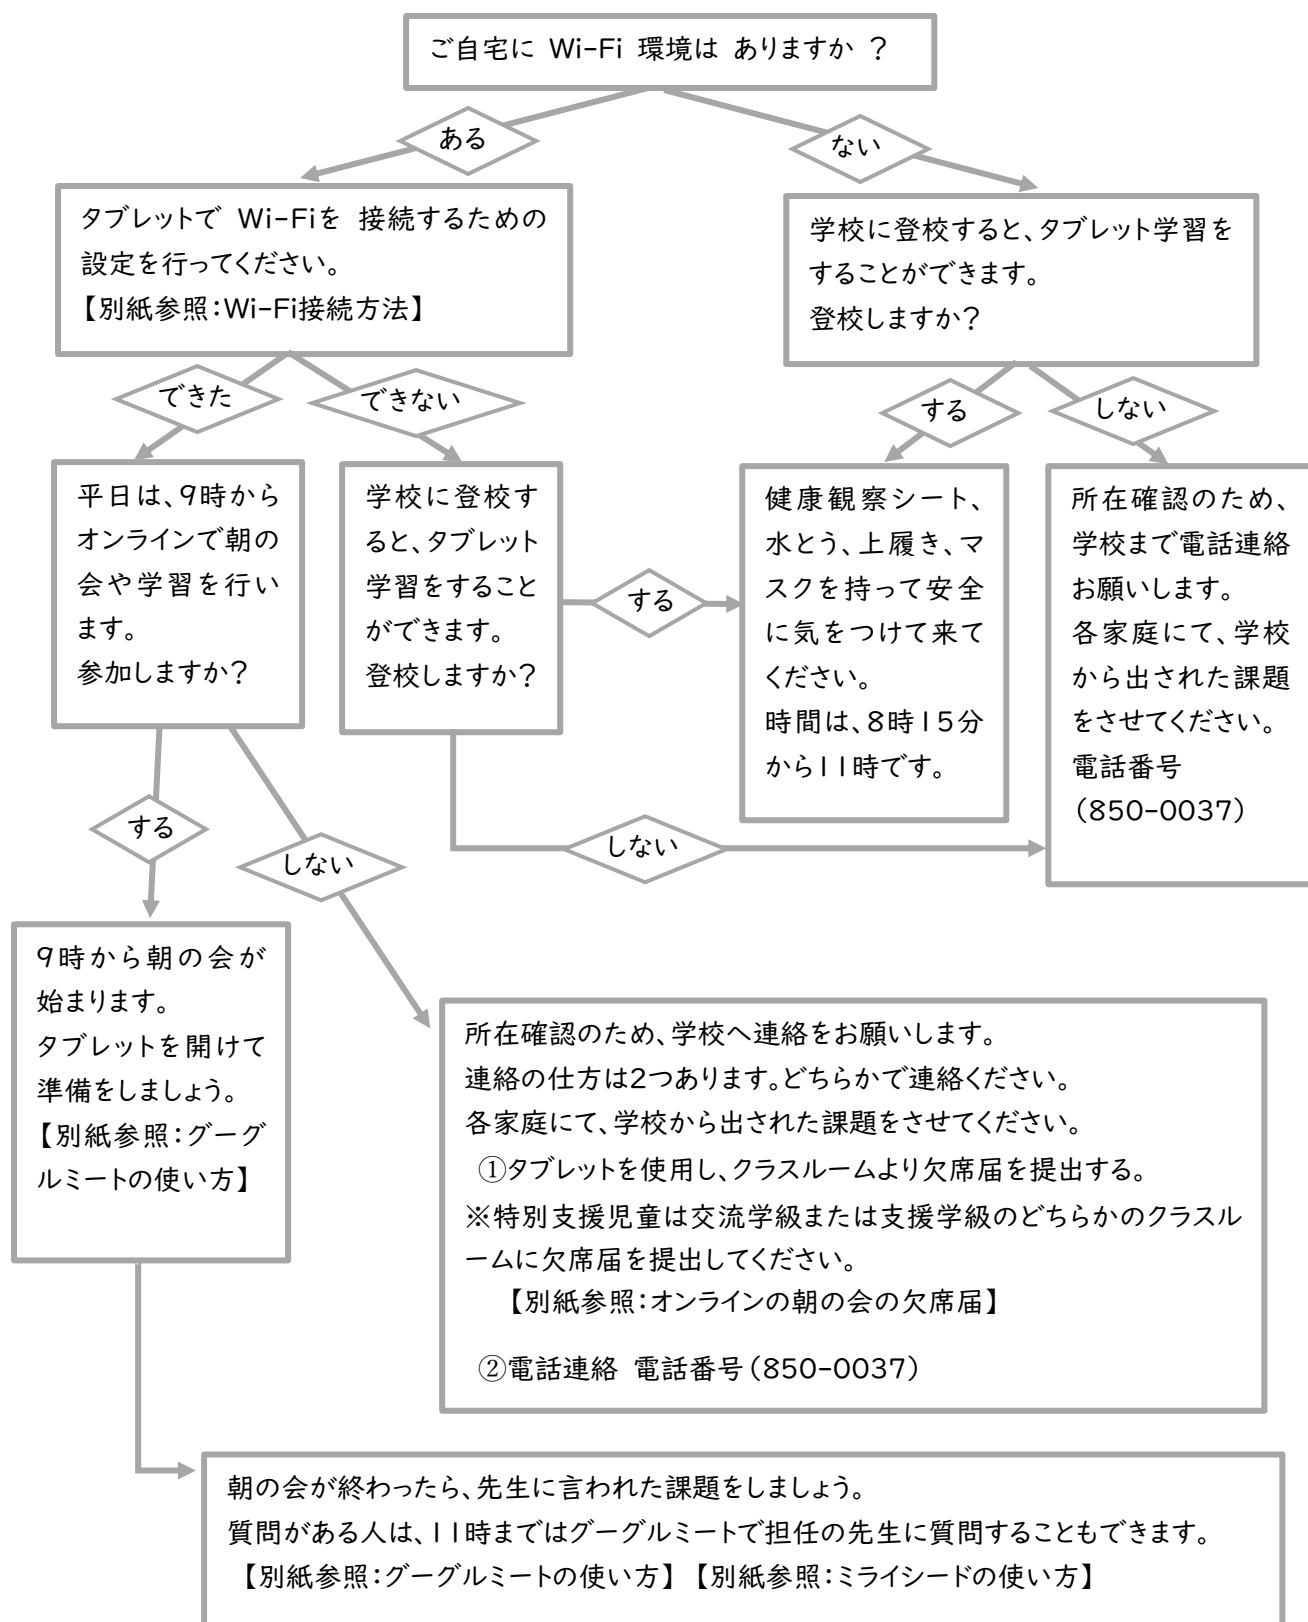 ご自宅に Wi-Fi 環境は ありますか ?
ある
ない
タブレットで Wi-Fiを 接続するための
設定を行ってください。
【別紙参照:Wi-Fi接続方法】
学校に登校すると、タブレット学習を
することができます。
登校しますか?
できた
できない
する
しない
平日は、9時から
オンラインで朝の
会や学習を行い
ます。
参加しますか?
学校に登校す
ると、タブレット
学習をすること
ができます。
登校しますか?
する
健康観察シート、
水とう、上履き、マ
スクを持って安全
に気をつけて来て
ください。
時間は、8時15分
から11時です。
所在確認のため、
学校まで電話連絡
お願いします。
各家庭にて、学校
から出された課題
をさせてください。
電話番号
(850-0037)
する
しない
しない
9時から朝の会が
始まります。
タブレットを開けて
準備をしましょう。
【別紙参照:グーグ
ルミートの使い方】
所在確認のため、学校へ連絡をお願いします。
連絡の仕方は2つあります。どちらかで連絡ください。
各家庭にて、学校から出された課題をさせてください。
①タブレットを使用し、クラスルームより欠席届を提出する。
※特別支援児童は交流学級または支援学級のどちらかのクラスル
ームに欠席届を提出してください。
【別紙参照:オンラインの朝の会の欠席届】
②電話連絡 電話番号(850-0037)
朝の会が終わったら、先生に言われた課題をしましょう。
質問がある人は、11時まではグーグルミートで担任の先生に質問することもできます。
【別紙参照:グーグルミートの使い方】 【別紙参照:ミライシードの使い方】